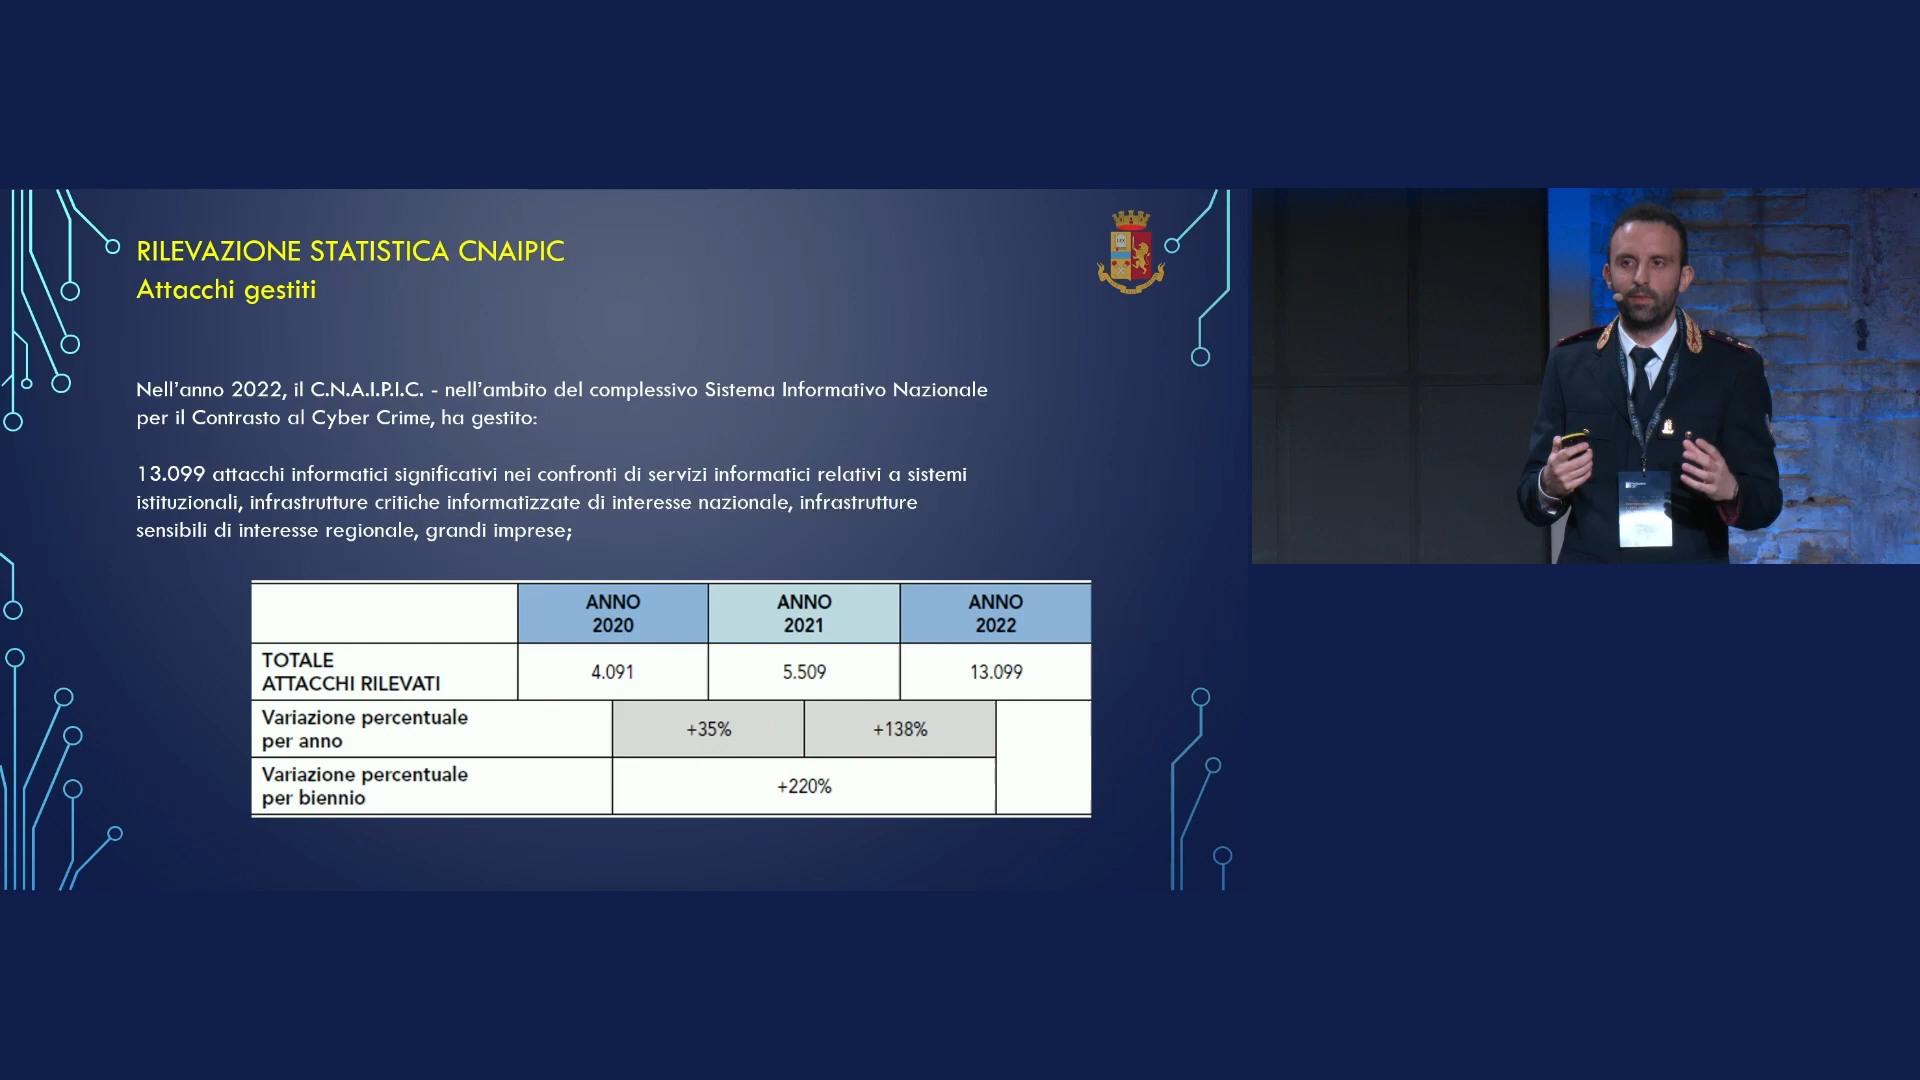 RILEVAZIONE STATISTICA CNAIPIC
Attacchi gestiti
Nell'anno 2022, il C.N.A.I.P.I.C. - nell'ambito del complessivo Sistema Informativo Nazionale
per il Contrasto al Cyber Crime, ha gestito:
13.099 attacchi informatici significativi nei confronti di servizi informatici relativi a sistemi
istituzionali, infrastrutture critiche informatizzate di interesse nazionale, infrastrutture
sensibili di interesse regionale, grandi imprese;
ANNO 2020 ANNO 2021 ANNO 2022
TOTALE
ATTACCHI RILEVATI 4.091 5.509 13.099
Variazione percentuale
per anno +35% +138%
Variazione percentuale
per biennio +220%